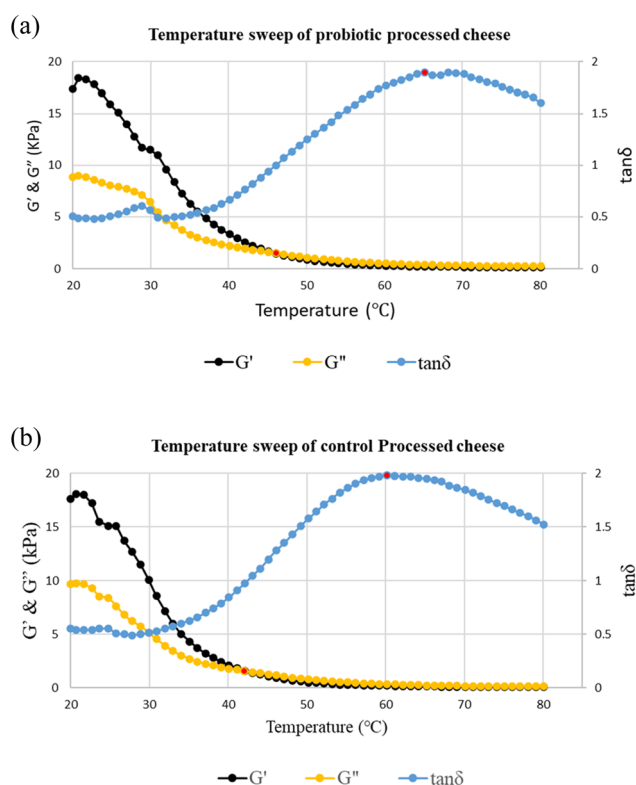 (a)
Temperature sweep of probiotic processed cheese
20
15
10
5
0
G' & G'' (KPa)
2
1.5
1
0.5
0
tanδ
20 30 40 50 60 70 80
Temperature (℃)
G' G" tanδ
(b)
Temperature sweep of control Processed cheese
20
15
10
5
0
G’ & G’’ (kPa)
2
1.5
1
0.5
0
tanδ
20 30 40 50 60 70 80
Temperature (℃)
G' G" tanδ